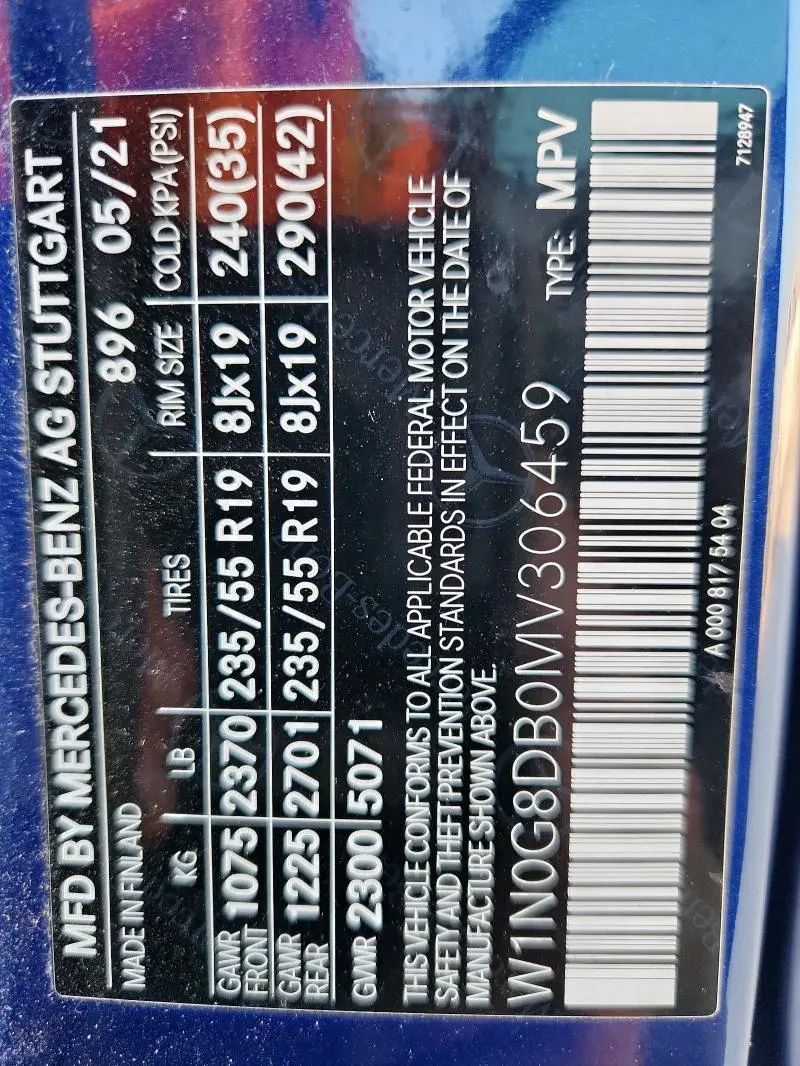 MFD BY MERCEDES-BENZ AG STUTTGART
MADE IN FINLAND 896 05/21
KG LB TIRES RIM SIZE COLD KPA(PSI)
GAWR FRONT 1075 2370 235/55 R19 8Jx19 240(35)
GAWR REAR 1225 2701 235/55 R19 8Jx19 290(42)
GVWR 2300 5071
THIS VEHICLE CONFORMS TO ALL APPLICABLE FEDERAL MOTOR VEHICLE
SAFETY AND THEFT PREVENTION STANDARDS IN EFFECT ON THE DATE OF
MANUFACTURE SHOWN ABOVE.
W1N0G8DB0MV306459 TYPE: MPV
A 000 817 54 04 7128947